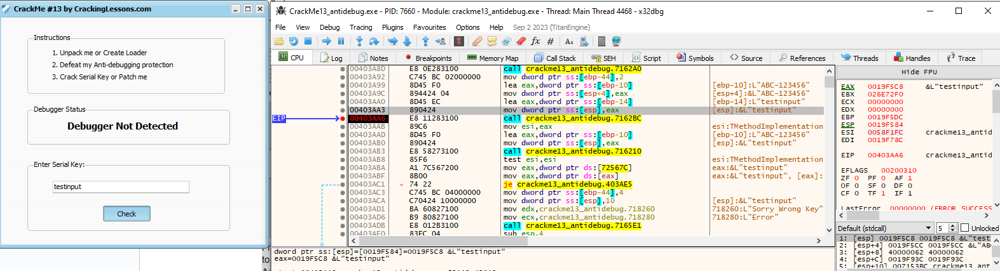 CrackMe #13 by CrackingLessons.com
Instructions
1. Unpack me or Create Loader
2. Defeat my Anti-debugging protection
3. Crack Serial Key or Patch me
Debugger Status
Debugger Not Detected
Enter Serial Key:
testinput
Check
CrackMe13_antidebug.exe - PID: 7660 - Module: crackme13_antidebug.exe - Thread: Main Thread 4468 - x32dbg
File View Debug Tracing Plugins Favourites Options Help Sep 2 2023 (TitanEngine)
CPU Log Notes Breakpoints Memory Map Call Stack SEH Script Symbols Source References Threads Handles Trace
EIP
00403A8D E8 0E283100 call crackme13_antidebug.7162A0
00403A92 C745 BC 02000000 mov dword ptr ss:[ebp-44],2
00403A99 8D45 F0 lea eax,dword ptr ss:[ebp-10] [ebp-10]:L"ABC-123456"
00403A9C 894424 04 mov dword ptr ss:[esp+4],eax [esp+4]:&L"ABC-123456"
00403AA0 8D45 EC lea eax,dword ptr ss:[ebp-14] [ebp-14]:L"testinput"
00403AA3 890424 mov dword ptr ss:[esp],eax [esp]:&L"testinput"
00403AA6 E8 11283100 call crackme13_antidebug.7162BC
00403AAB 89C6 mov esi,eax esi:TMethodImplementation
00403AAD 8D45 F0 lea eax,dword ptr ss:[ebp-10] [ebp-10]:L"ABC-123456"
00403AB0 890424 mov dword ptr ss:[esp],eax [esp]:&L"testinput"
00403AB3 E8 58273100 call crackme13_antidebug.716210
00403AB8 85F6 test esi,esi esi:TMethodImplementation
00403ABA A1 7C567200 mov eax,dword ptr ds:[72567C] eax:&L"testinput"
00403ABF 8B00 mov eax,dword ptr ds:[eax] eax:&L"testinput", [eax]:
00403AC1 74 22 je crackme13_antidebug.403AE5
00403AC3 C745 BC 04000000 mov dword ptr ss:[ebp-44],4
00403ACA C70424 10000000 mov dword ptr ss:[esp],10 [esp]:&L"testinput"
00403AD1 BA 60827100 mov edx,crackme13_antidebug.718260 718260:L"Sorry Wrong Key"
00403AD6 B9 80827100 mov ecx,crackme13_antidebug.718280 718280:L"Error"
00403ADB E8 012B3100 call crackme13_antidebug.7165E1
00403AE0 83EC 04 sub esp,4
dword ptr ss:[esp]=[0019F584]=0019F5C8 &L"testinput"
eax=0019F5C8 &L"testinput"
Hide FPU
EAX 0019F5C8 &L"testinput"
EBX 026E72F0
ECX 00000000
EDX 00000000
EBP 0019F5DC
ESP 0019F584
ESI 0058F1FC crackme13_antid
EDI 0019F78C
EIP 00403AA6 crackme13_antid
EFLAGS 00200310
ZF 0 PF 0 AF 1
OF 0 SF 0 DF 0
CF 0 TF 1 IF 1
LastError 00000000 (ERROR_SUCCESS
Default (stdcall) 5 Unlocked
1: [esp] 0019F5C8 0019F5C8 &L"test
2: [esp+4] 0019F5CC 0019F5CC &L"AB
3: [esp+8] 40000062 40000062
4: [esp+C] 0019F93C 0019F93C
5: [esp+10] 007153BC crackme13_ant